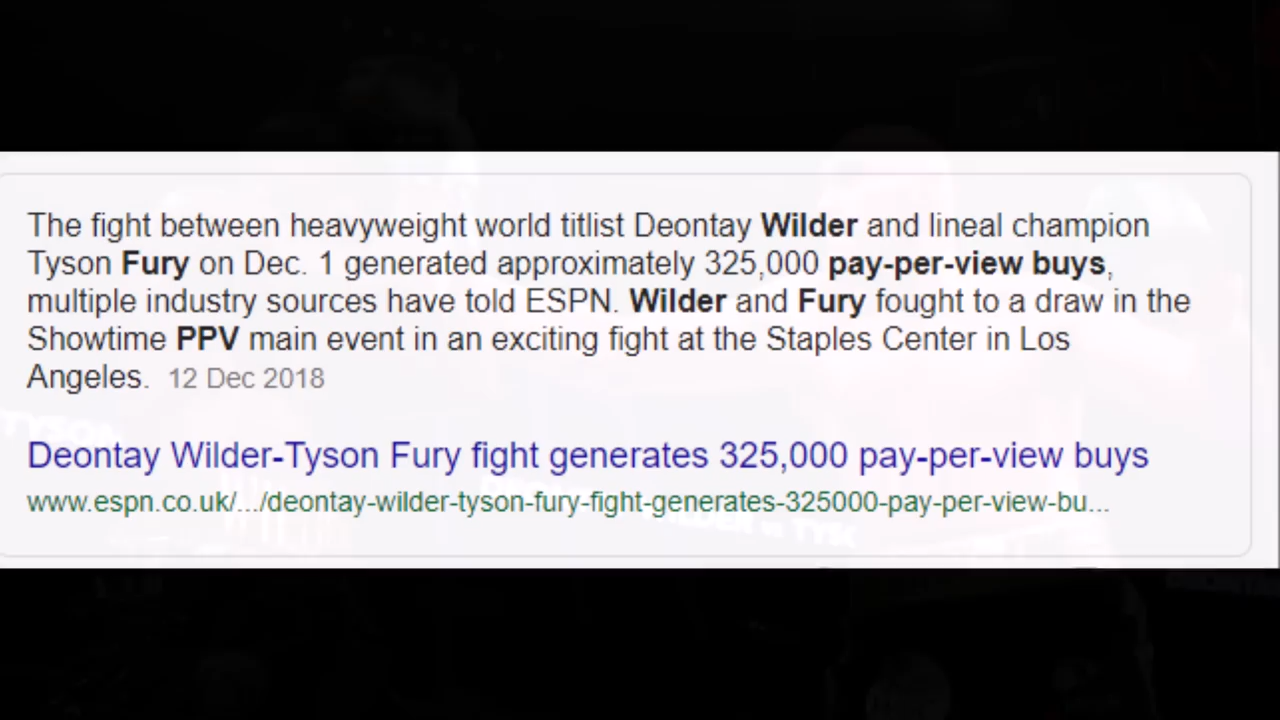 The fight between heavyweight world titlist Deontay Wilder and lineal champion
Tyson Fury on Dec. 1 generated approximately 325,000 pay-per-view buys,
multiple industry sources have told ESPN. Wilder and Fury fought to a draw in the
Showtime PPV main event in an exciting fight at the Staples Center in Los
Angeles. 12 Dec 2018
Deontay Wilder-Tyson Fury fight generates 325,000 pay-per-view buys
www.espn.co.uk/.../deontay-wilder-tyson-fury-fight-generates-325000-pay-per-view-bu...
TYSON